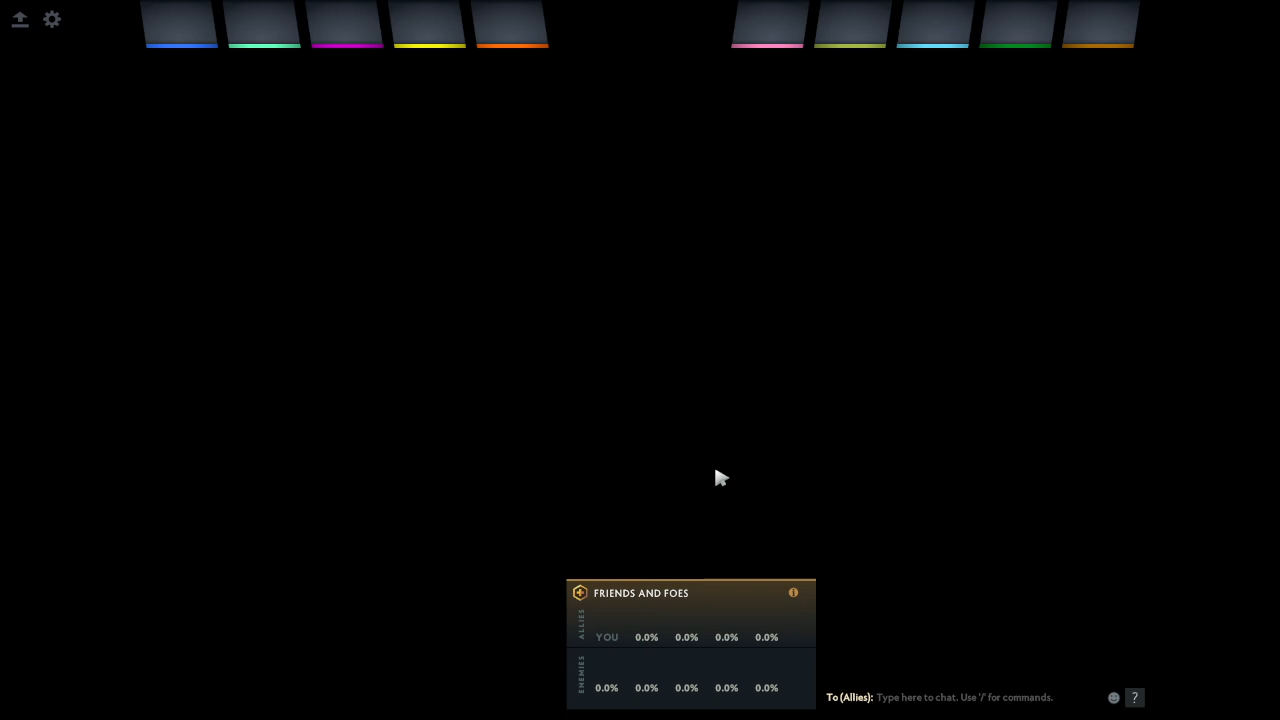 FRIENDS AND FOES
ALLIES
YOU 0.0% 0.0% 0.0% 0.0%
ENEMIES
0.0% 0.0% 0.0% 0.0% 0.0%
To (Allies): Type here to chat. Use '/' for commands.
?